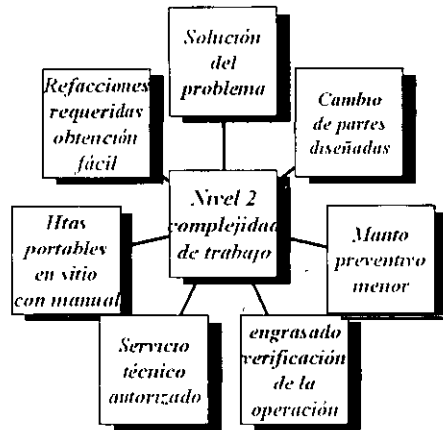 Solución
del
problema
Refacciones
requeridas
obtención
fácil
Cambio
de partes
diseñadas
Nivel 2
complejidad
de trabajo
Htas
portables
en sitio
con manual
Manto
preventivo
menor
Servicio
técnico
autorizado
engrasado
verificación
de la
operación